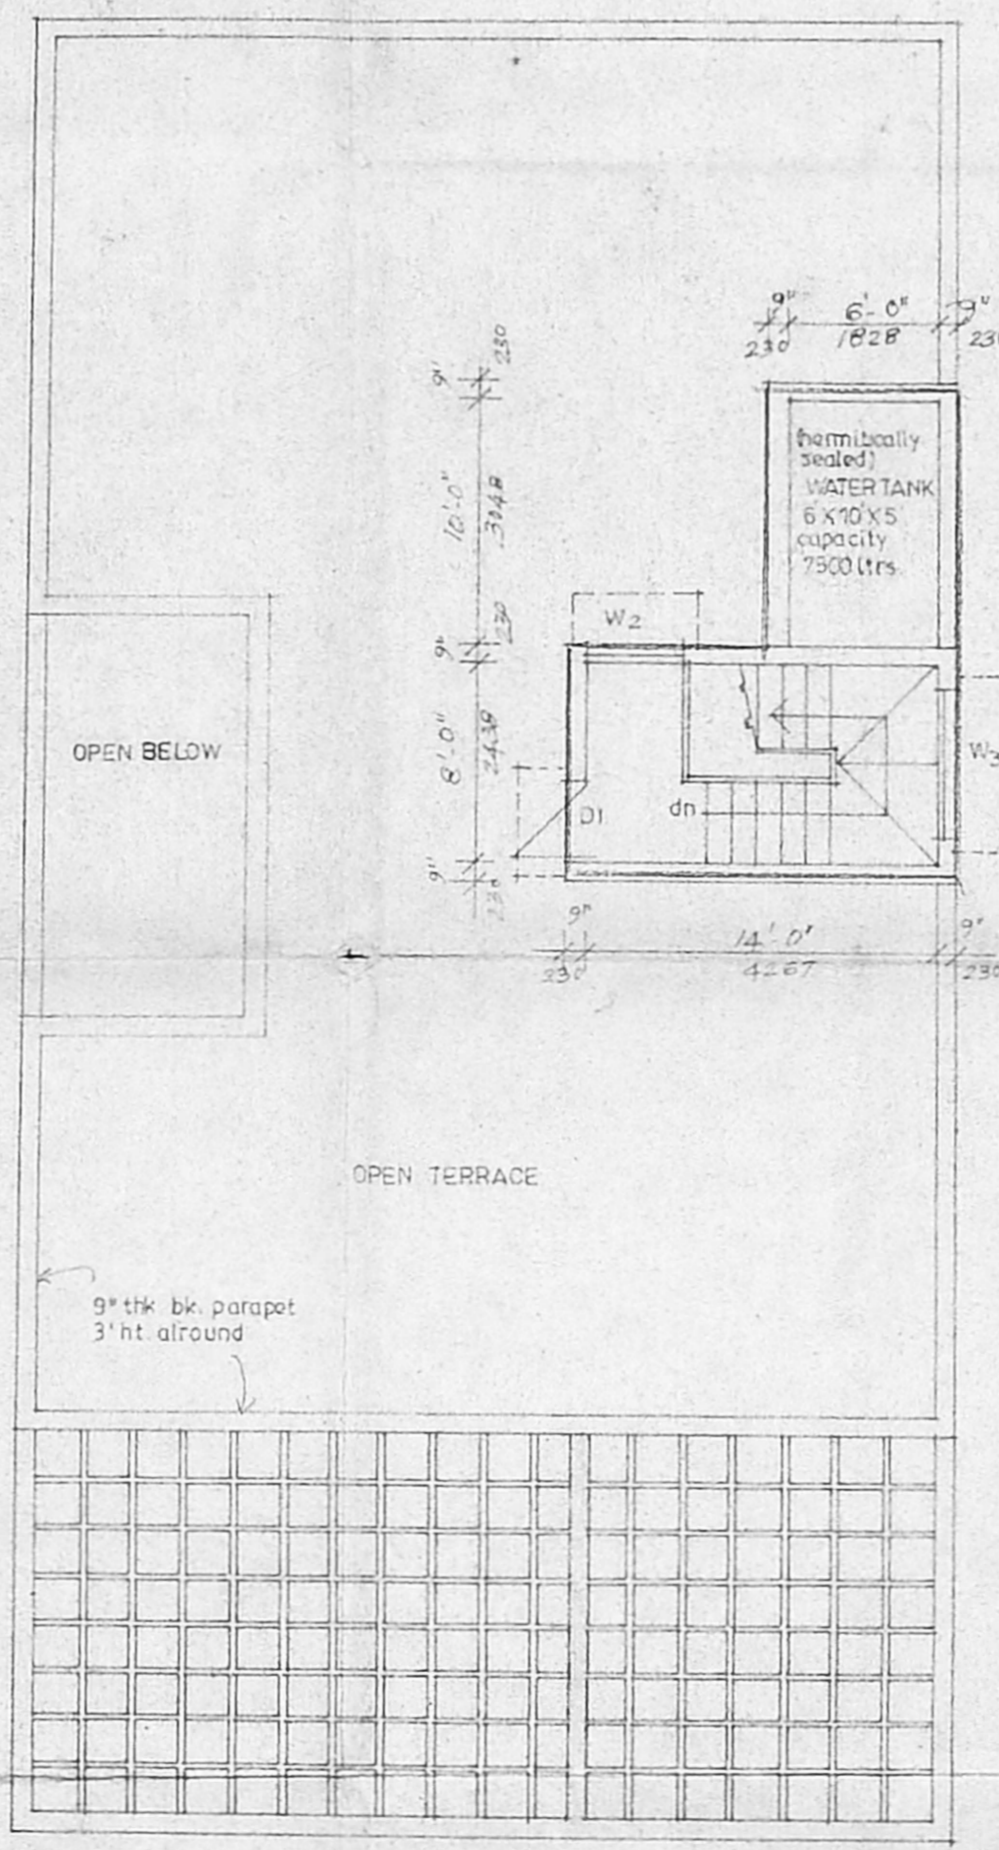 9" 6'-0" 9"
230 1828 230
9" 230
10'-0" 3048
9" 230
8'-0" 2438
9" 230
(hermitically
sealed)
WATER TANK
6'X10'X5'
capacity
7500 ltrs.
W2
OPEN BELOW
W3
D1
dn
9" 14'-0" 9"
230 4267 230
OPEN TERRACE
9" thk bk. parapet
3' ht. alround